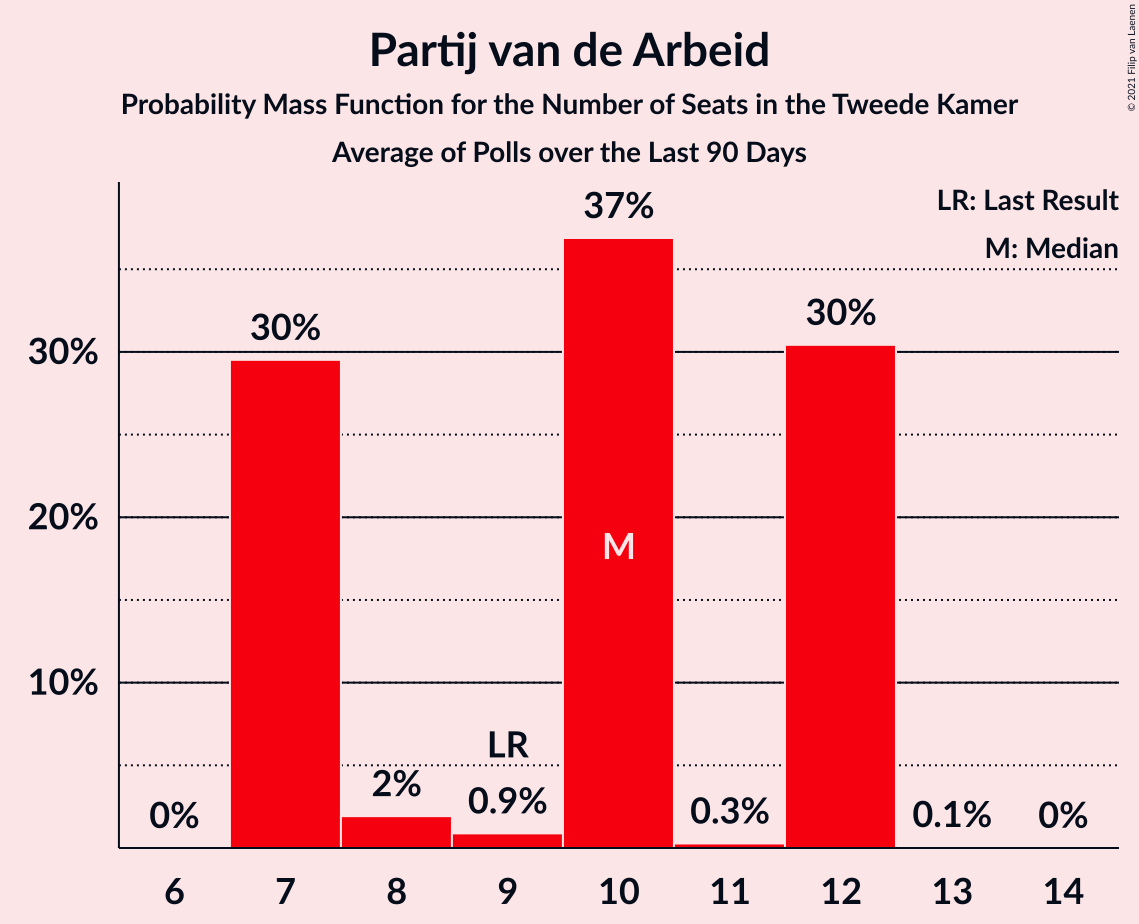 Partij van de Arbeid
Probability Mass Function for the Number of Seats in the Tweede Kamer
Average of Polls over the Last 90 Days
© 2021 Filip van Laenen
LR: Last Result
M: Median
37%
30%
30%
30%
20%
10%
M
LR
0%
2%
0.9%
0.3%
0.1%
0%
6 7 8 9 10 11 12 13 14